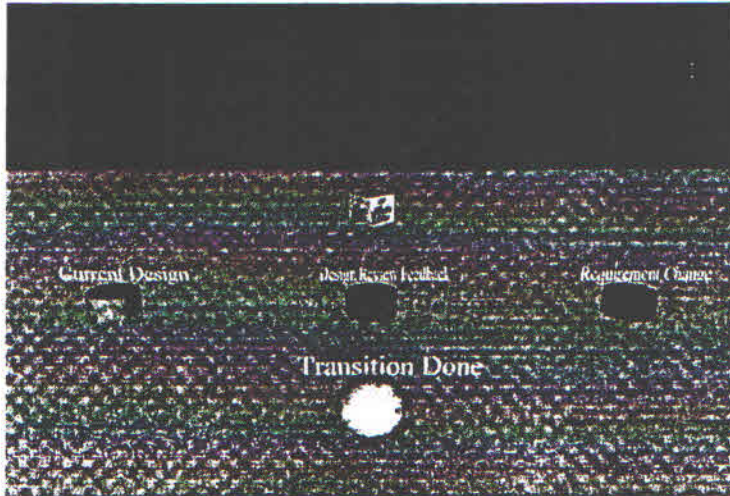 Current Design
Design Review Feedback
Requirement Change
Transition Done